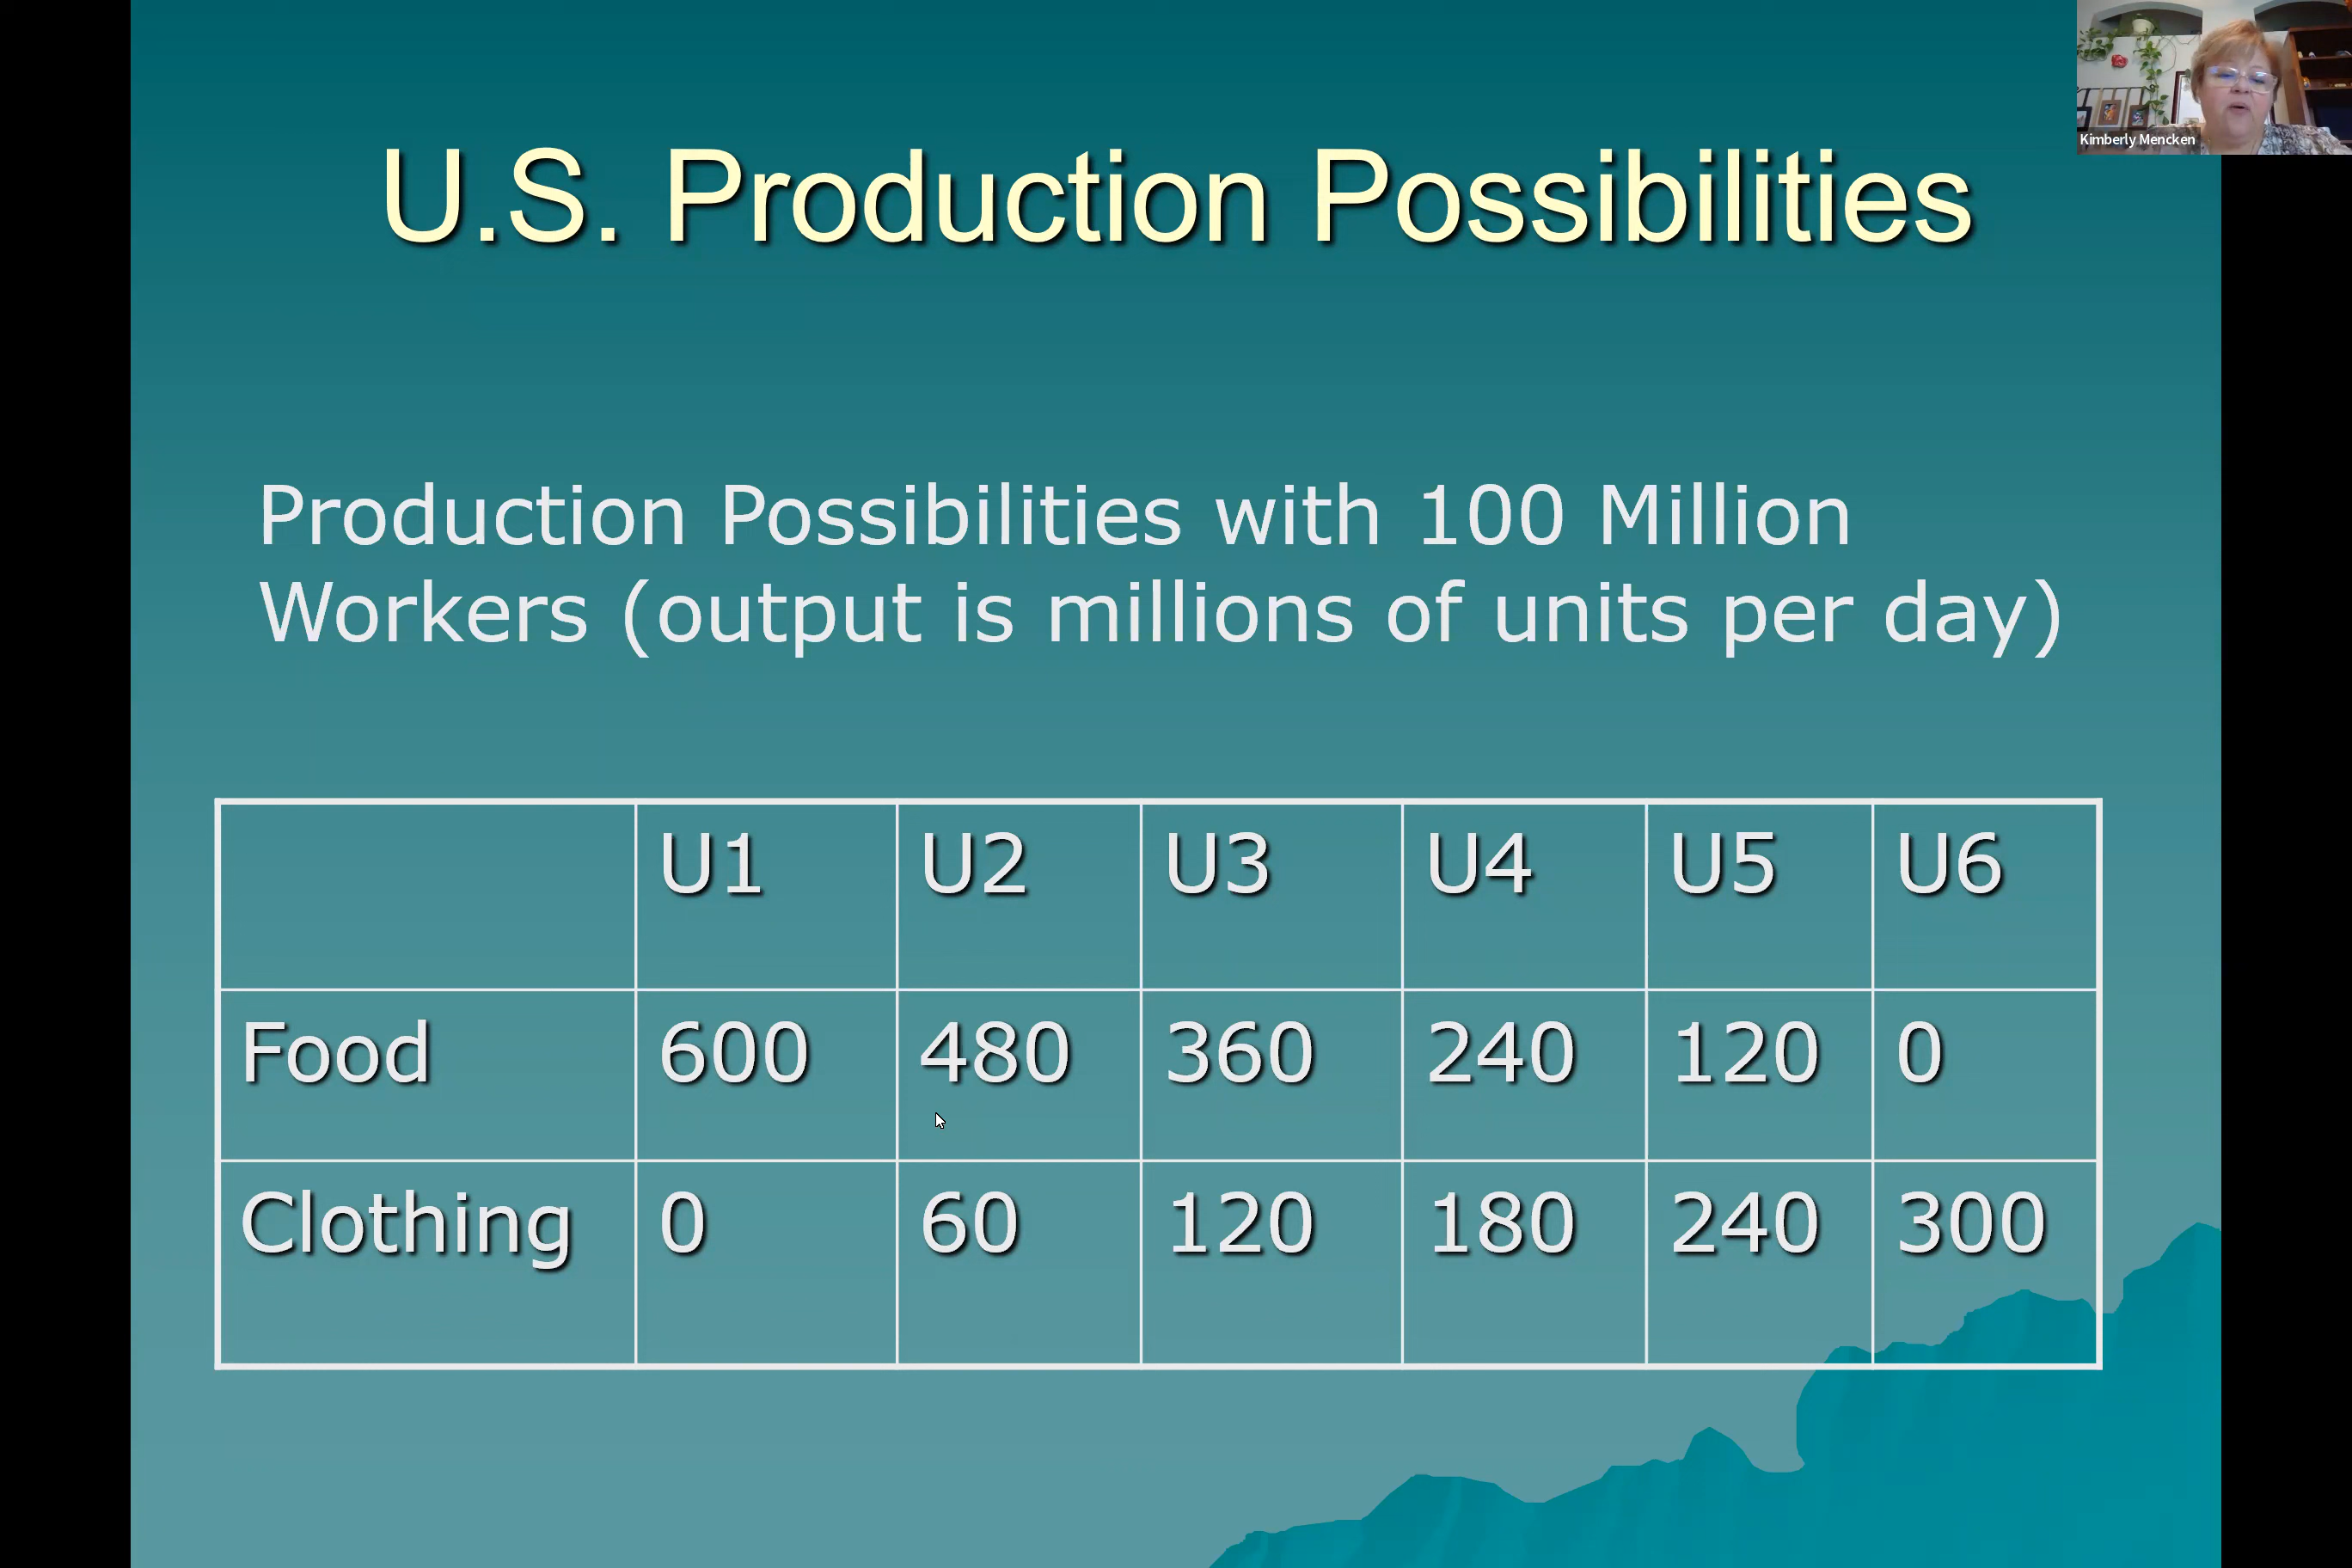 Kimberly Mencken
U.S. Production Possibilities
Production Possibilities with 100 Million
Workers (output is millions of units per day)
U1 U2 U3 U4 U5 U6
Food 600 480 360 240 120 0
Clothing 0 60 120 180 240 300